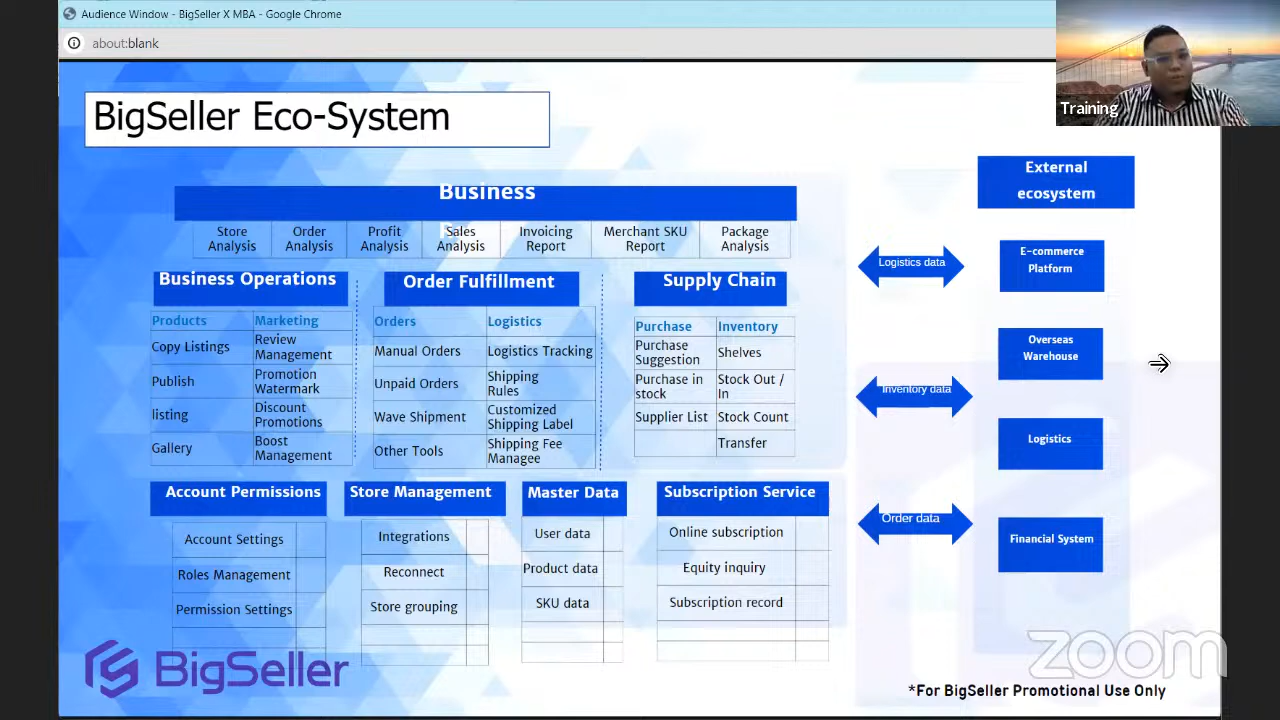 Audience Window - BigSeller X MBA - Google Chrome
about:blank
Training
BigSeller Eco-System
Business
Store Analysis
Order Analysis
Profit Analysis
Sales Analysis
Invoicing Report
Merchant SKU Report
Package Analysis
Business Operations
Products
Marketing
Copy Listings
Review Management
Publish
Promotion Watermark
listing
Discount Promotions
Gallery
Boost Management
Order Fulfillment
Orders
Logistics
Manual Orders
Logistics Tracking
Unpaid Orders
Shipping Rules
Wave Shipment
Customized Shipping Label
Other Tools
Shipping Fee Managee
Supply Chain
Purchase
Inventory
Purchase Suggestion
Shelves
Purchase in stock
Stock Out / In
Supplier List
Stock Count
Transfer
Account Permissions
Account Settings
Roles Management
Permission Settings
Store Management
Integrations
Reconnect
Store grouping
Master Data
User data
Product data
SKU data
Subscription Service
Online subscription
Equity inquiry
Subscription record
Logistics data
Inventory data
Order data
External ecosystem
E-commerce Platform
Overseas Warehouse
Logistics
Financial System
BigSeller
zoom
*For BigSeller Promotional Use Only